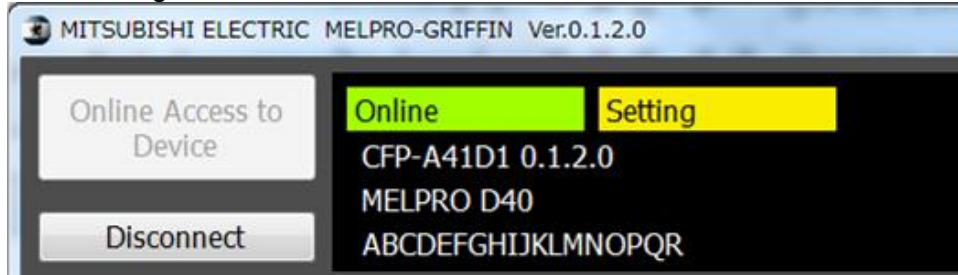 MITSUBISHI ELECTRIC MELPRO-GRIFFIN Ver.0.1.2.0
Online Access to
Device
Online Setting
CFP-A41D1 0.1.2.0
MELPRO D40
Disconnect
ABCDEFGHIJKLMNOPQR